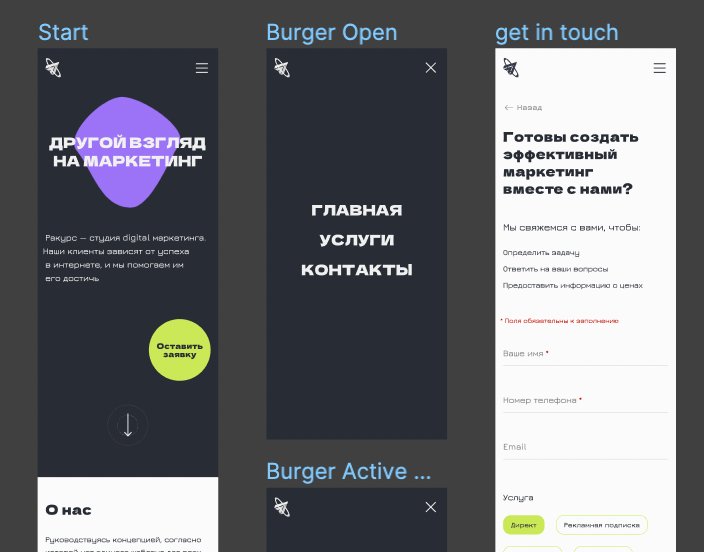 Start
ДРУГОЙ ВЗГЛЯД
НА МАРКЕТИНГ
Ракурс — студия digital маркетинга.
Наши клиенты зависят от успеха
в интернете, и мы помогаем им
его достичь
Оставить
заявку
О нас
Руководствуясь концепцией, согласно
Burger Open
ГЛАВНАЯ
УСЛУГИ
КОНТАКТЫ
Burger Active ...
get in touch
Назад
Готовы создать
эффективный
маркетинг
вместе с нами?
Мы свяжемся с вами, чтобы:
Определить задачу
Ответить на ваши вопросы
Предоставить информацию о ценах
* Поля обязательны к заполнению
Ваше имя *
Номер телефона *
Email
Услуга
Директ
Рекламная подписка